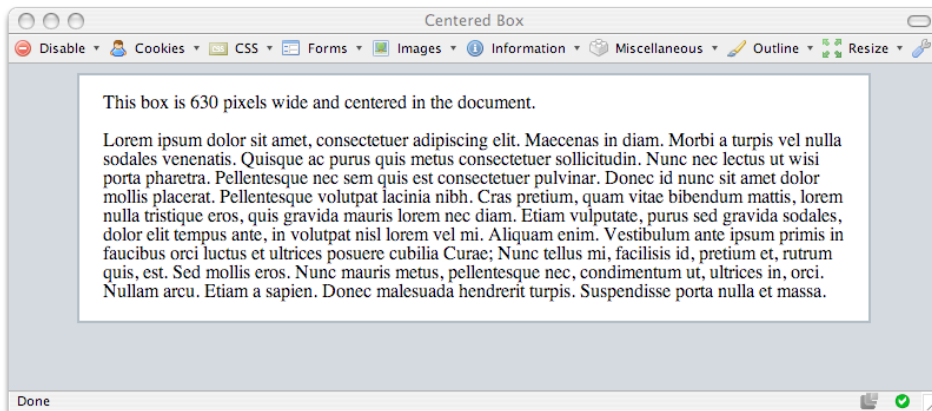 Centered Box
Disable Cookies CSS Forms Images Information Miscellaneous Outline Resize
This box is 630 pixels wide and centered in the document.
Lorem ipsum dolor sit amet, consectetuer adipiscing elit. Maecenas in diam. Morbi a turpis vel nulla
sodales venenatis. Quisque ac purus quis metus consectetuer sollicitudin. Nunc nec lectus ut wisi
porta pharetra. Pellentesque nec sem quis est consectetuer pulvinar. Donec id nunc sit amet dolor
mollis placerat. Pellentesque volutpat lacinia nibh. Cras pretium, quam vitae bibendum mattis, lorem
nulla tristique eros, quis gravida mauris lorem nec diam. Etiam vulputate, purus sed gravida sodales,
dolor elit tempus ante, in volutpat nisl lorem vel mi. Aliquam enim. Vestibulum ante ipsum primis in
faucibus orci luctus et ultrices posuere cubilia Curae; Nunc tellus mi, facilisis id, pretium et, rutrum
quis, est. Sed mollis eros. Nunc mauris metus, pellentesque nec, condimentum ut, ultrices in, orci.
Nullam arcu. Etiam a sapien. Donec malesuada hendrerit turpis. Suspendisse porta nulla et massa.
Done